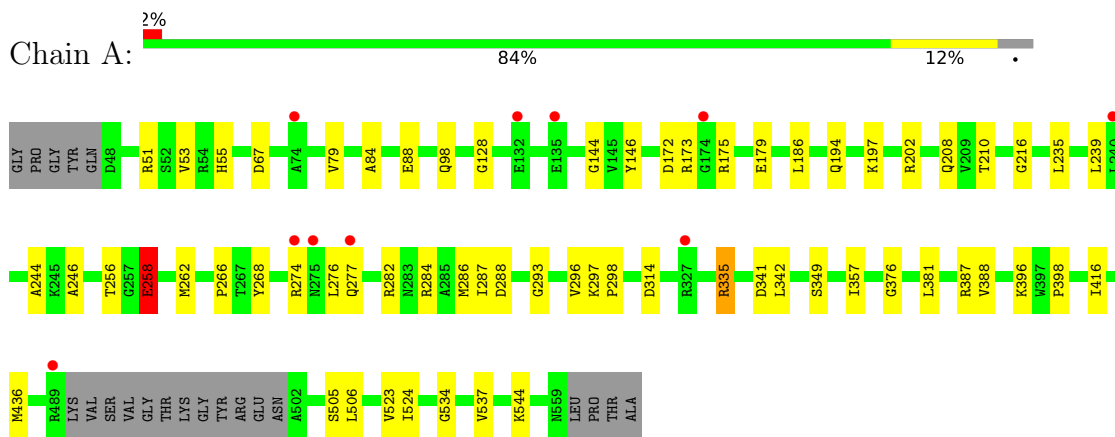 2%
Chain A:
84% 12% •
GLY PRO GLY TYR GLN D48 R51 S52 V53 R54 H55 D67 A74 V79 A84 E88 Q98 G128 E132 E135 G144 V145 Y146 D172 R173 G174 R175 E179 L186 Q194 K197 R202 Q208 V209 T210 G216 L235 L239 L240
A244 K245 A246 T256 G257 E258 M262 P266 T267 Y268 R274 N275 L276 Q277 R282 N283 R284 A285 M286 I287 D288 G293 V296 K297 P298 D314 R327 R335 D341 L342 S349 I357 G376 L381 R387 V388 K396 W397 P398 I416
M436 R489 LYS VAL SER VAL GLY THR LYS GLY TYR ARG GLU ASN A502 S505 L506 V523 I524 G534 V537 K544 N559 LEU PRO THR ALA